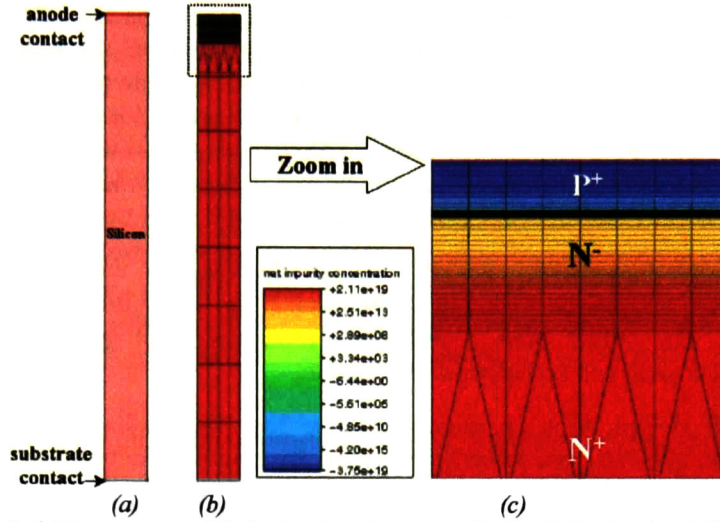 anode
contact
Silicon
substrate
contact
Zoom in
net impurity concentration
+2.11e+19
+2.51e+13
+2.89e+08
+3.34e+03
-6.44e+00
-5.61e+05
-4.85e+10
-4.20e+15
-3.75e+19
P+
N-
N+
(a)
(b)
(c)